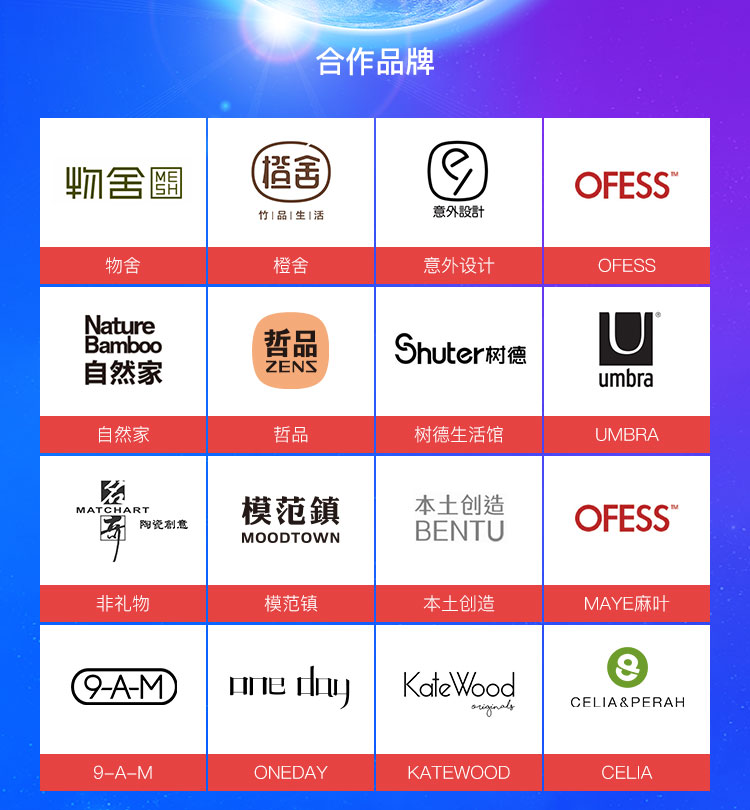 合作品牌
物舍 MESH
橙舍
竹|品|生|活
意外設計
OFESS™
物舍
橙舍
意外设计
OFESS
Nature
Bamboo
自然家
哲品
ZENS
Shuter树德
U®
umbra
自然家
哲品
树德生活馆
UMBRA
MATCHART
陶瓷創意
模范鎮
MOODTOWN
本土创造
BENTU
OFESS™
非礼物
模范镇
本土创造
MAYE麻叶
9-A-M
one day
KateWood
originals
CELIA&PERAH
9-A-M
ONEDAY
KATEWOOD
CELIA